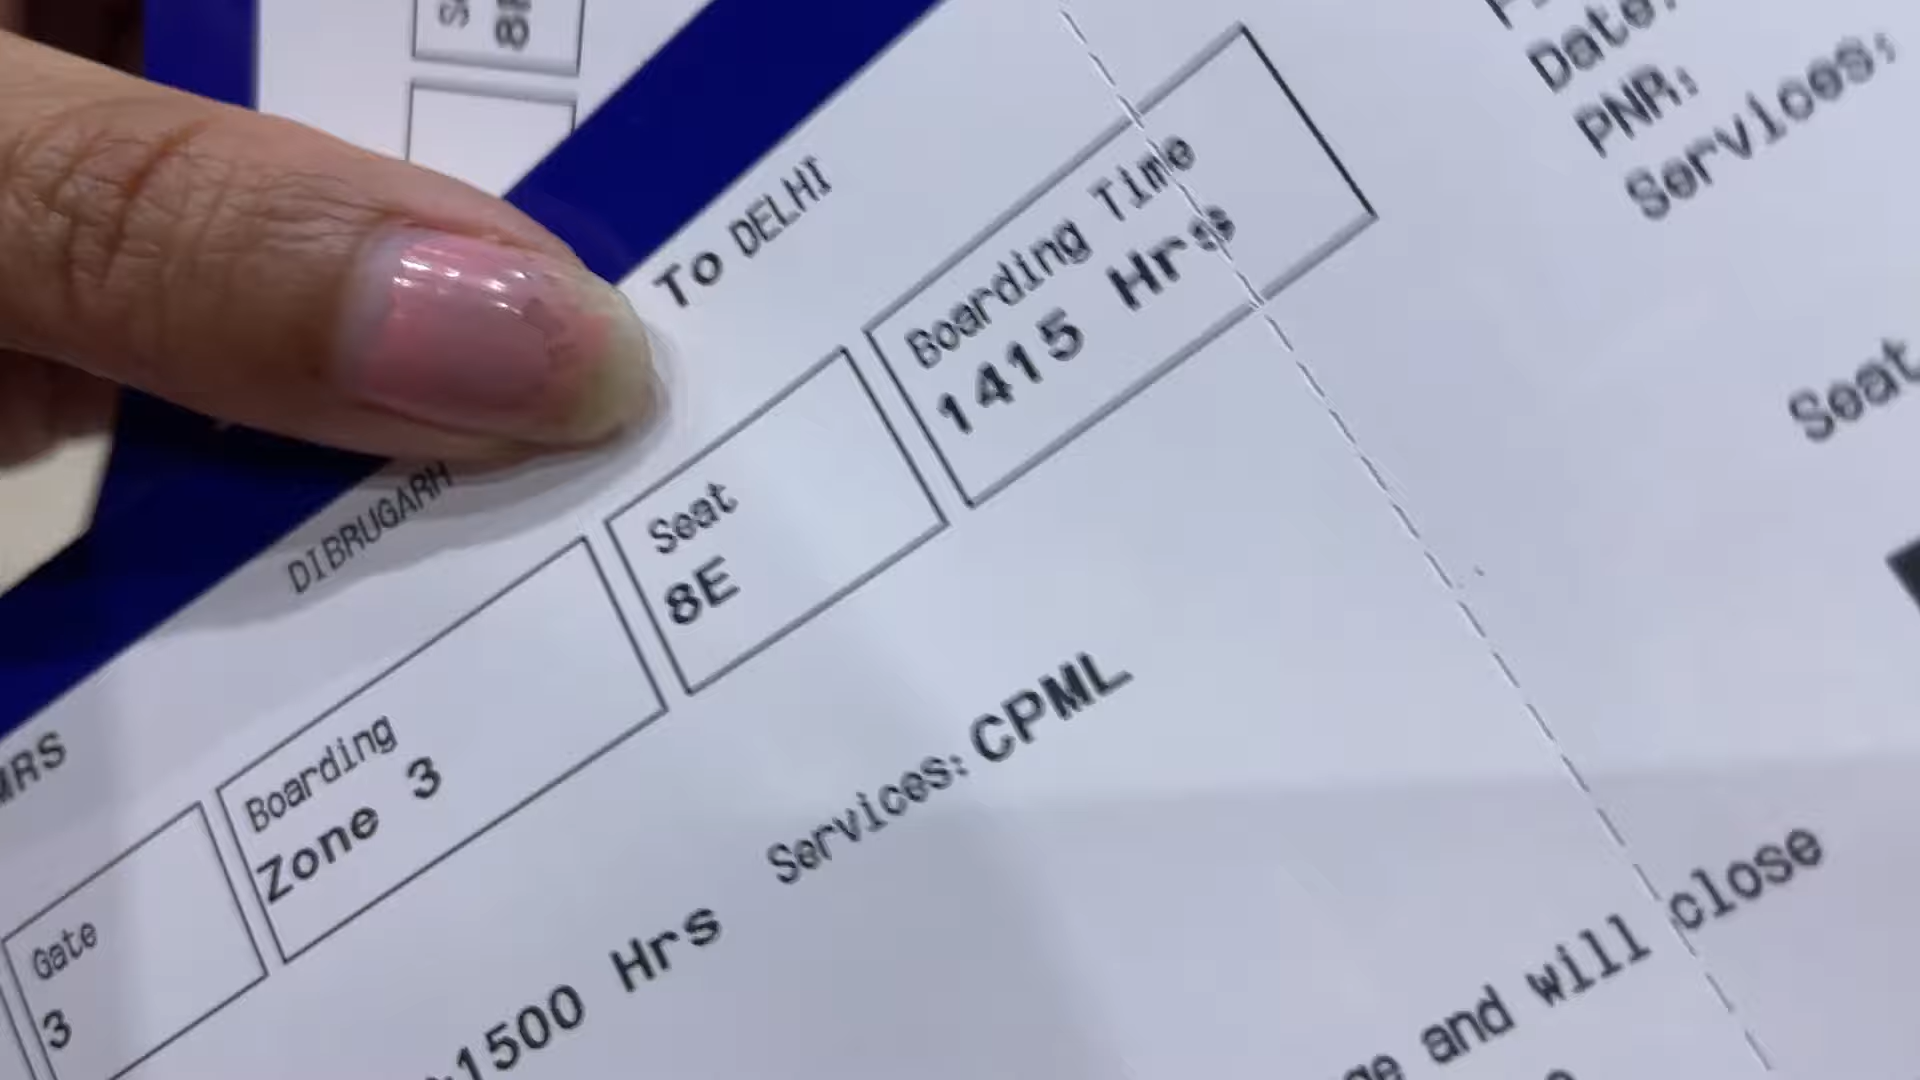 MRS
DIBRUGARH To DELHI
Gate
3
Boarding
Zone 3
Seat
8E
Boarding Time
1415 Hrs
1500 Hrs Services: CPML
and will close
Date:
PNR:
Services:
Seat